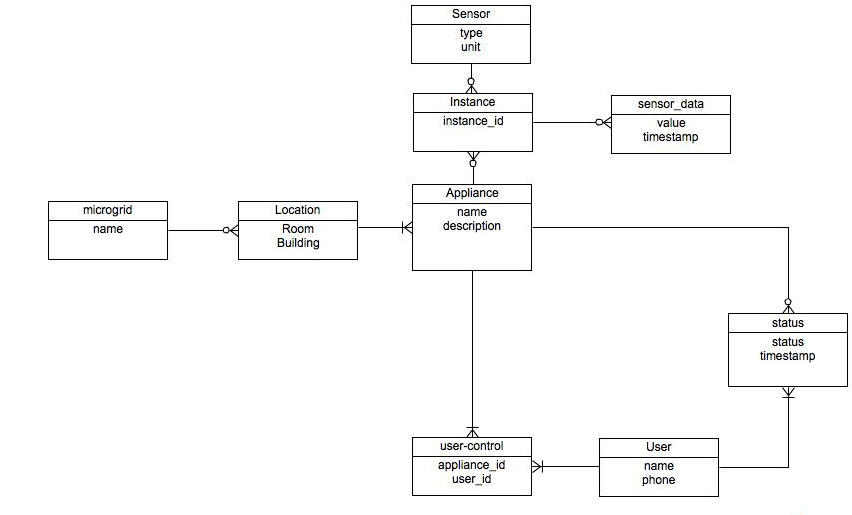 Sensor
type
unit
Instance
instance_id
sensor_data
value
timestamp
Appliance
name
description
microgrid
name
Location
Room
Building
status
status
timestamp
user-control
appliance_id
user_id
User
name
phone